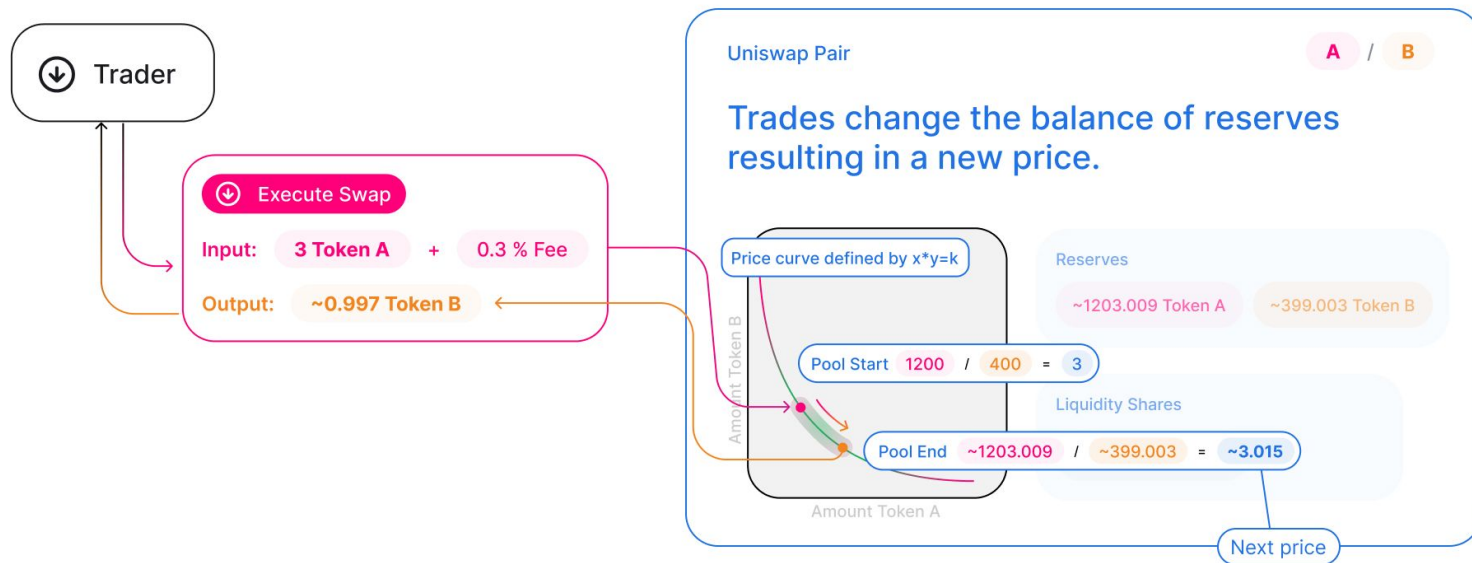 Trader
Execute Swap
Input: 3 Token A + 0.3 % Fee
Output: ~0.997 Token B
Uniswap Pair
A / B
Trades change the balance of reserves
resulting in a new price.
Price curve defined by x*y=k
Amount Token B
Pool Start 1200 / 400 = 3
Pool End ~1203.009 / ~399.003 = ~3.015
Amount Token A
Reserves
~1203.009 Token A ~399.003 Token B
Liquidity Shares
Next price